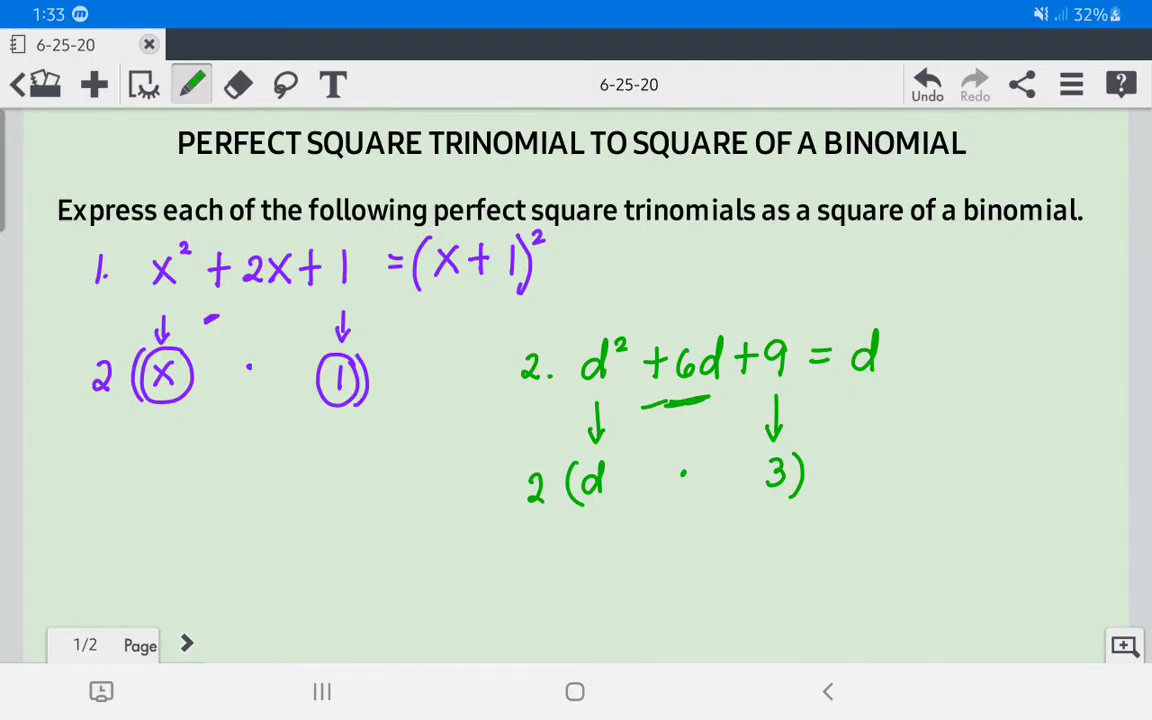 1:33 32%
6-25-20
6-25-20 Undo Redo
PERFECT SQUARE TRINOMIAL TO SQUARE OF A BINOMIAL
Express each of the following perfect square trinomials as a square of a binomial.
1. x² + 2x + 1 = (x + 1)²
2 ((x · 1))
2. d² + 6d + 9 = d
2 (d · 3)
1/2 Page